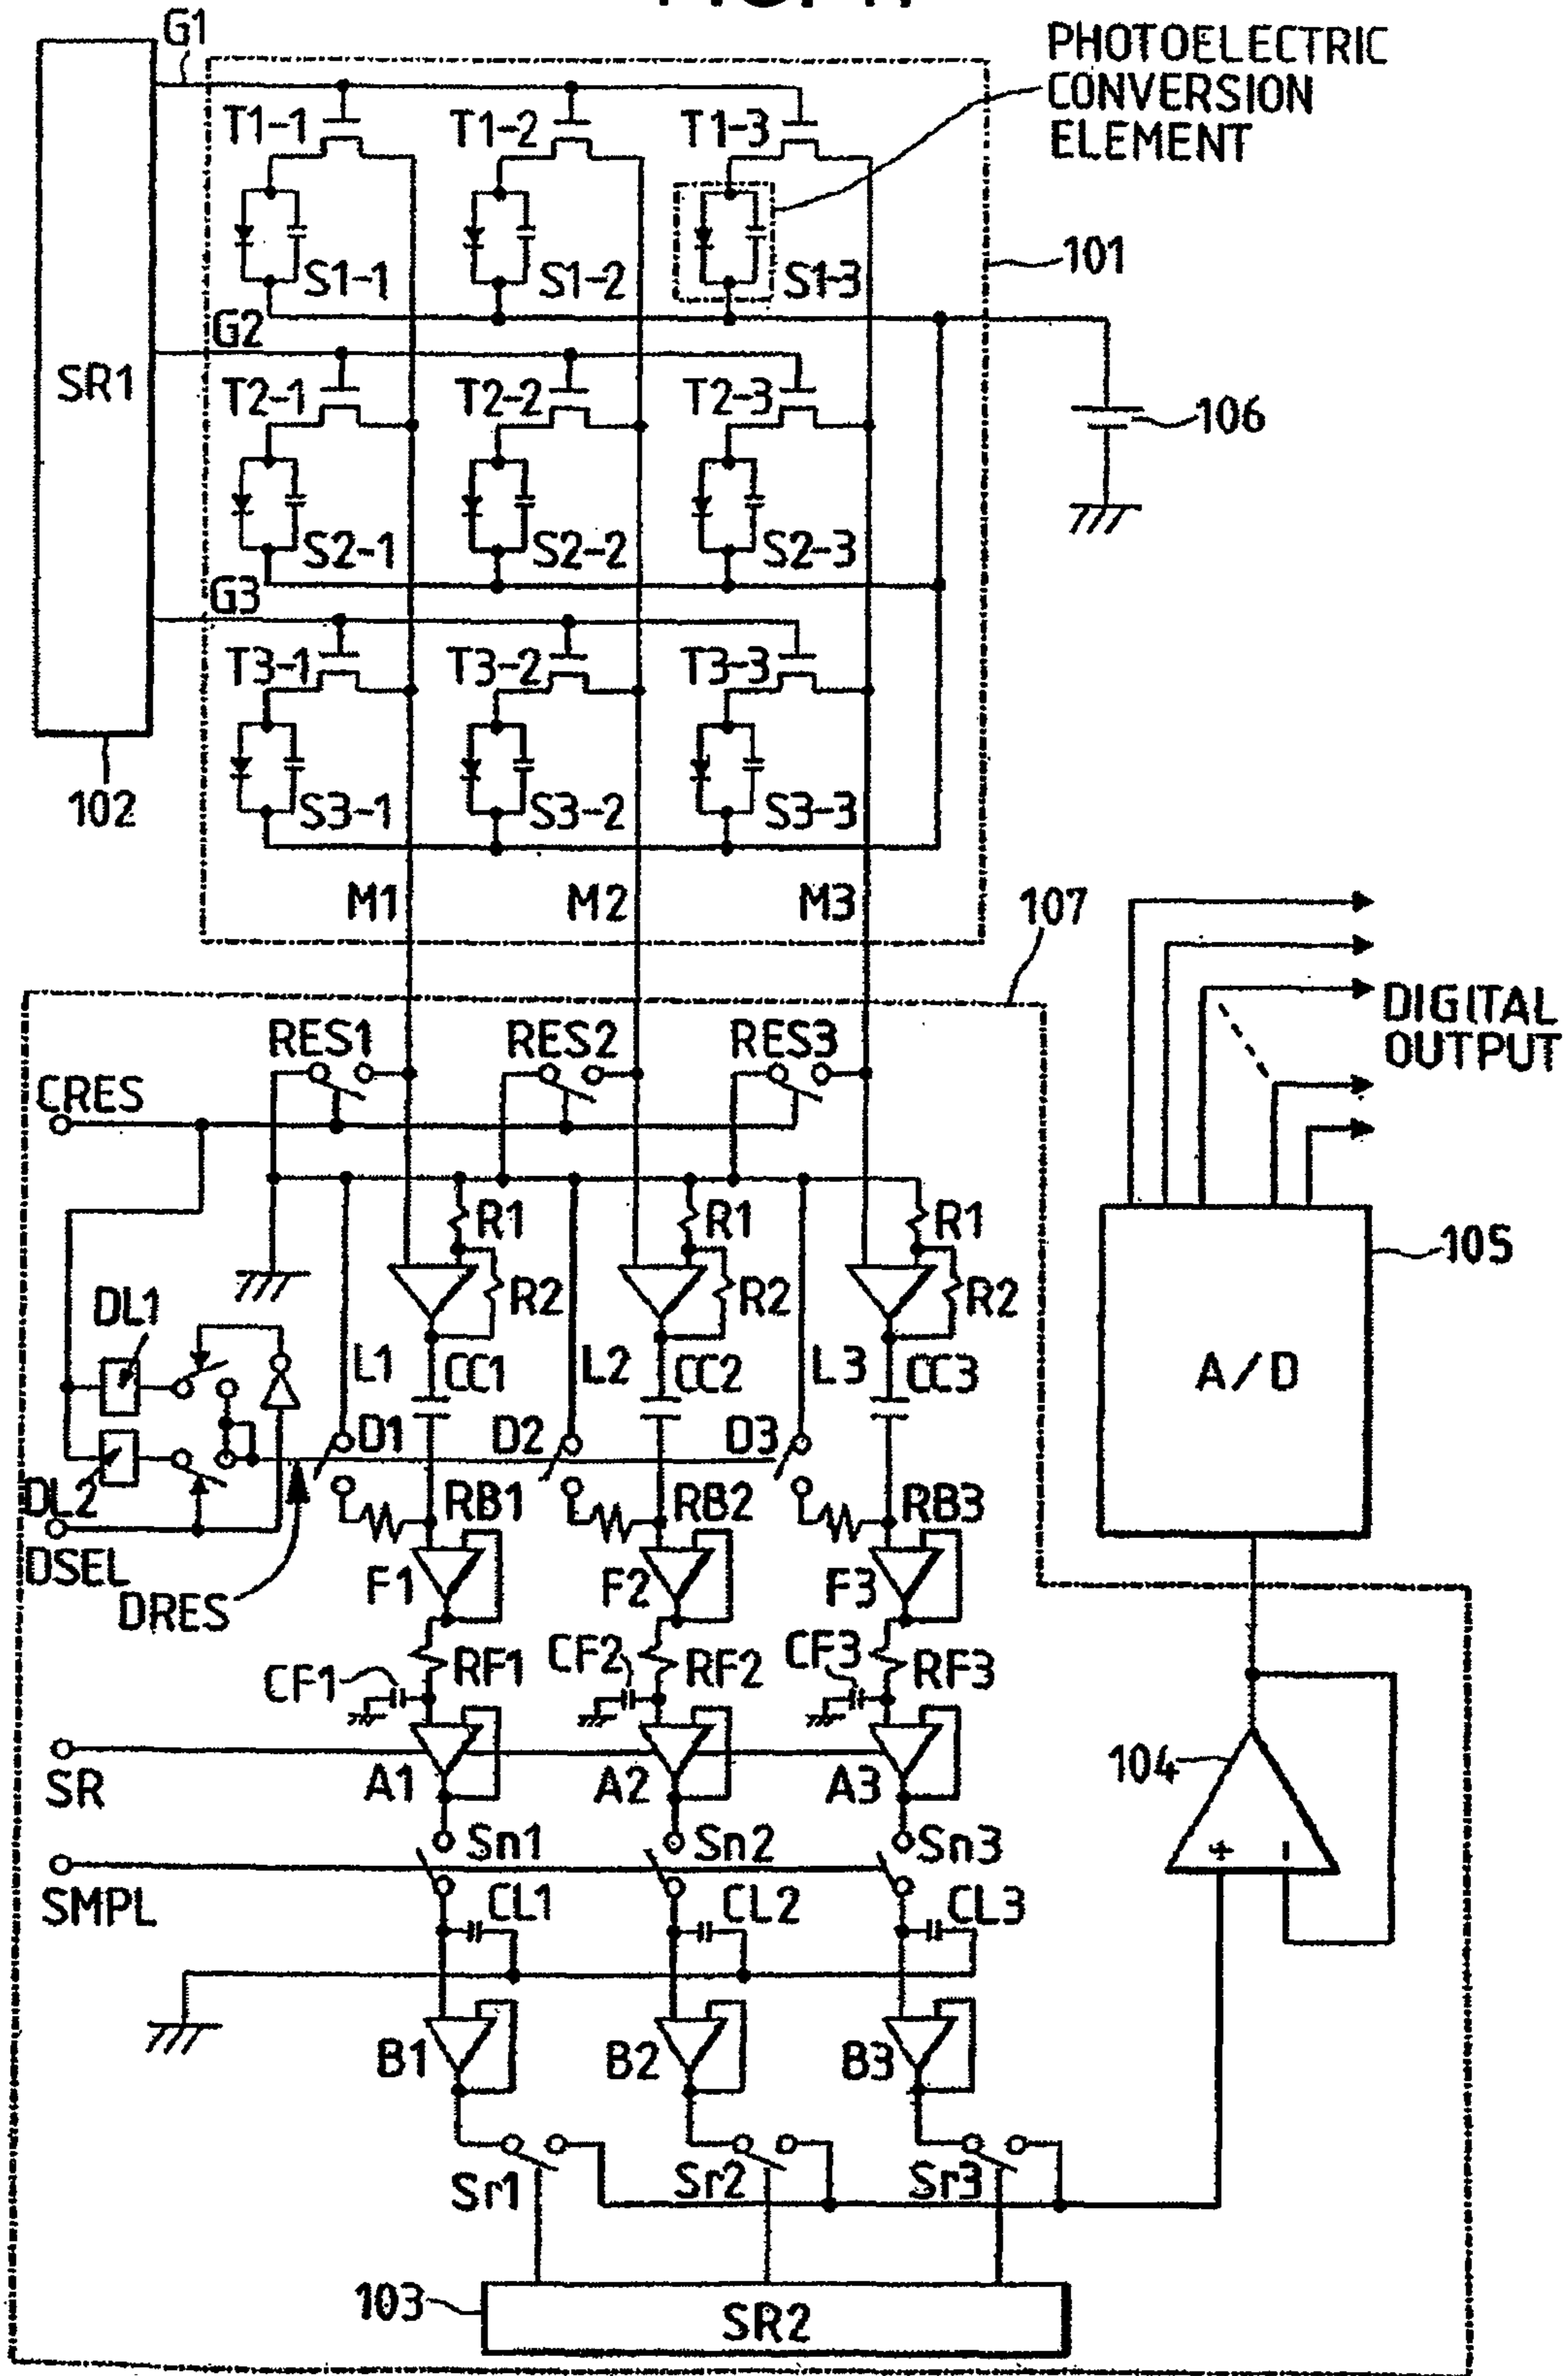 G1
PHOTOELECTRIC
CONVERSION
ELEMENT
T1-1
T1-2
T1-3
101
S1-1
S1-2
S1-3
G2
SR1
T2-1
T2-2
T2-3
106
S2-1
S2-2
S2-3
G3
T3-1
T3-2
T3-3
102
S3-1
S3-2
S3-3
M1
M2
M3
107
DIGITAL
OUTPUT
RES1
RES2
RES3
CRES
R1
R1
R1
105
DL1
R2
R2
R2
L1
CC1
L2
CC2
L3
CC3
A/D
D1
D2
D3
DL2
RB1
RB2
RB3
DSEL
F1
F2
F3
DRES
CF1
RF1
CF2
RF2
CF3
RF3
104
SR
A1
A2
A3
Sn1
Sn2
Sn3
+
-
SMPL
CL1
CL2
CL3
B1
B2
B3
Sr1
Sr2
Sr3
103
SR2